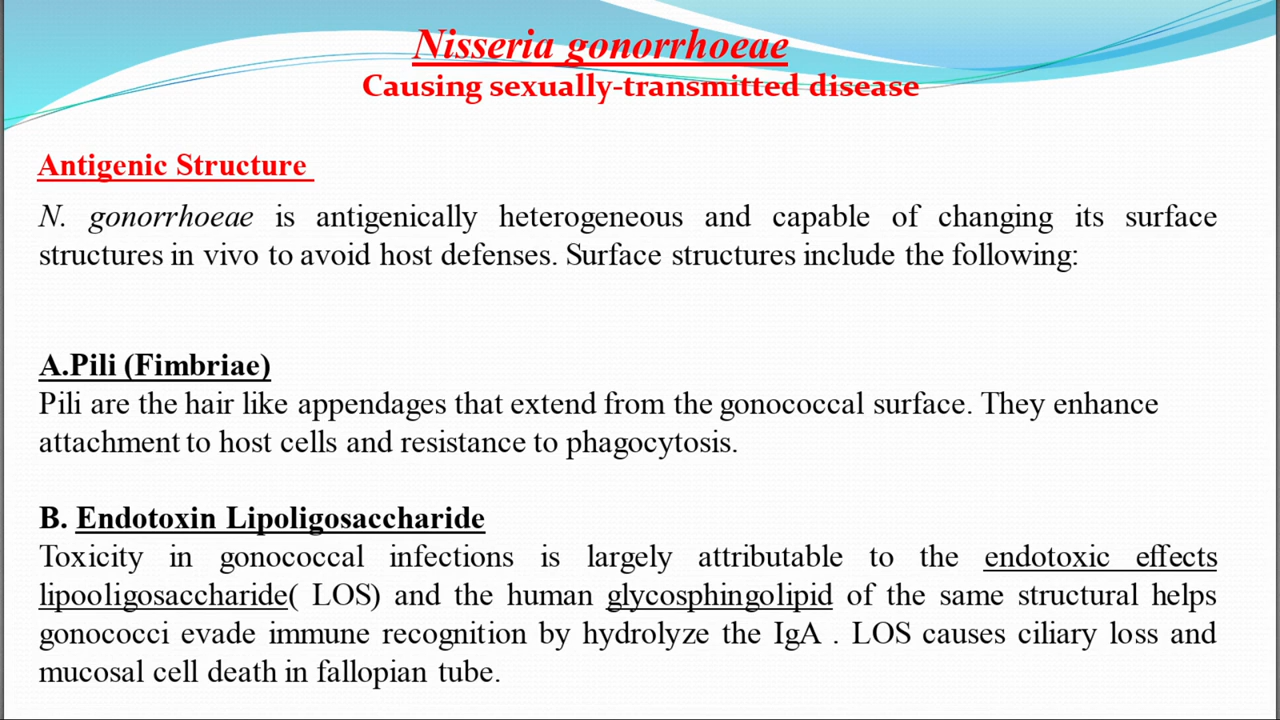 Nisseria gonorrhoeae
Causing sexually-transmitted disease
Antigenic Structure
N. gonorrhoeae is antigenically heterogeneous and capable of changing its surface
structures in vivo to avoid host defenses. Surface structures include the following:
A.Pili (Fimbriae)
Pili are the hair like appendages that extend from the gonococcal surface. They enhance
attachment to host cells and resistance to phagocytosis.
B. Endotoxin Lipoligosaccharide
Toxicity in gonococcal infections is largely attributable to the endotoxic effects
lipooligosaccharide( LOS) and the human glycosphingolipid of the same structural helps
gonococci evade immune recognition by hydrolyze the IgA . LOS causes ciliary loss and
mucosal cell death in fallopian tube.